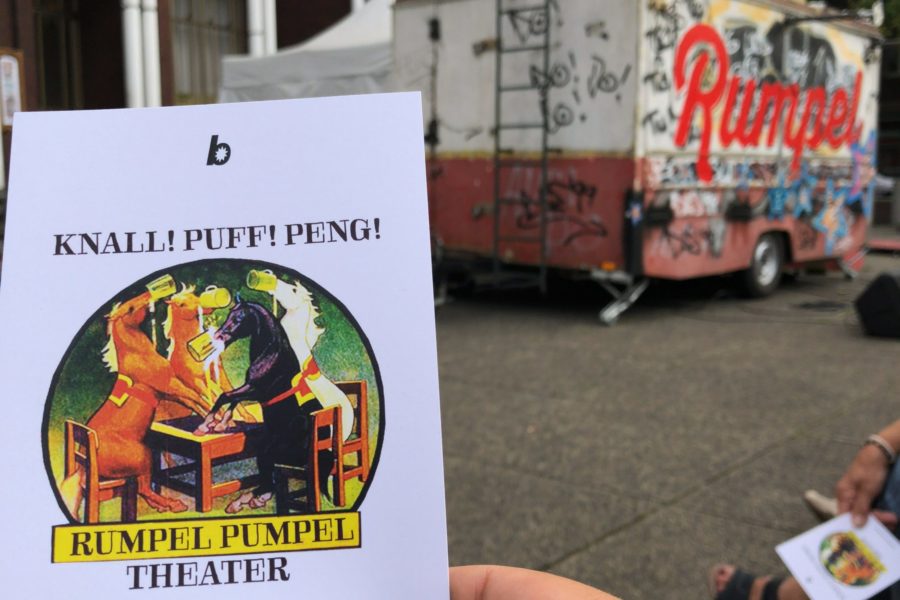 b
KNALL! PUFF! PENG!
RUMPEL PUMPEL
THEATER
Rumpel